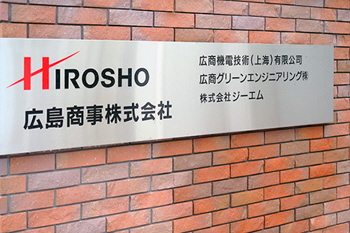 HIROSHO
広島商事株式会社
広商機電技術(上海)有限公司
広商グリーンエンジニアリング㈱
株式会社ジーエム